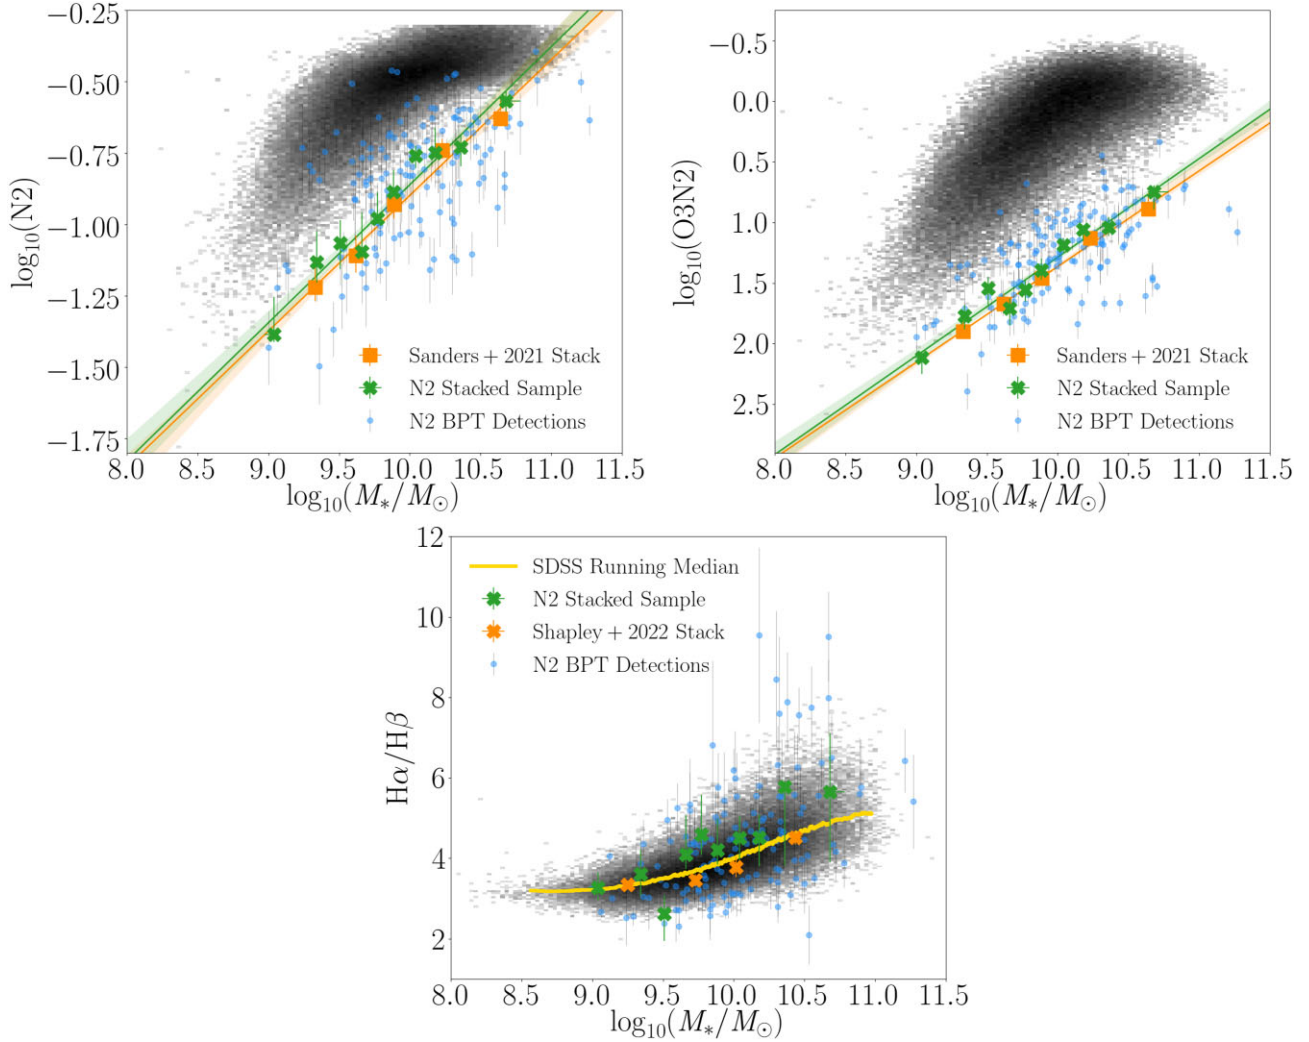 −0.25
−0.50
−0.75
−1.00
−1.25
−1.50
−1.75
log₁₀(N2)
Sanders + 2021 Stack
N2 Stacked Sample
N2 BPT Detections
8.0 8.5 9.0 9.5 10.0 10.5 11.0 11.5
log₁₀(M∗/M⊙)
−0.5
0.0
0.5
1.0
1.5
2.0
2.5
log₁₀(O3N2)
Sanders + 2021 Stack
N2 Stacked Sample
N2 BPT Detections
8.0 8.5 9.0 9.5 10.0 10.5 11.0 11.5
log₁₀(M∗/M⊙)
12
10
8
6
4
2
Hα/Hβ
SDSS Running Median
N2 Stacked Sample
Shapley + 2022 Stack
N2 BPT Detections
8.0 8.5 9.0 9.5 10.0 10.5 11.0 11.5
log₁₀(M∗/M⊙)